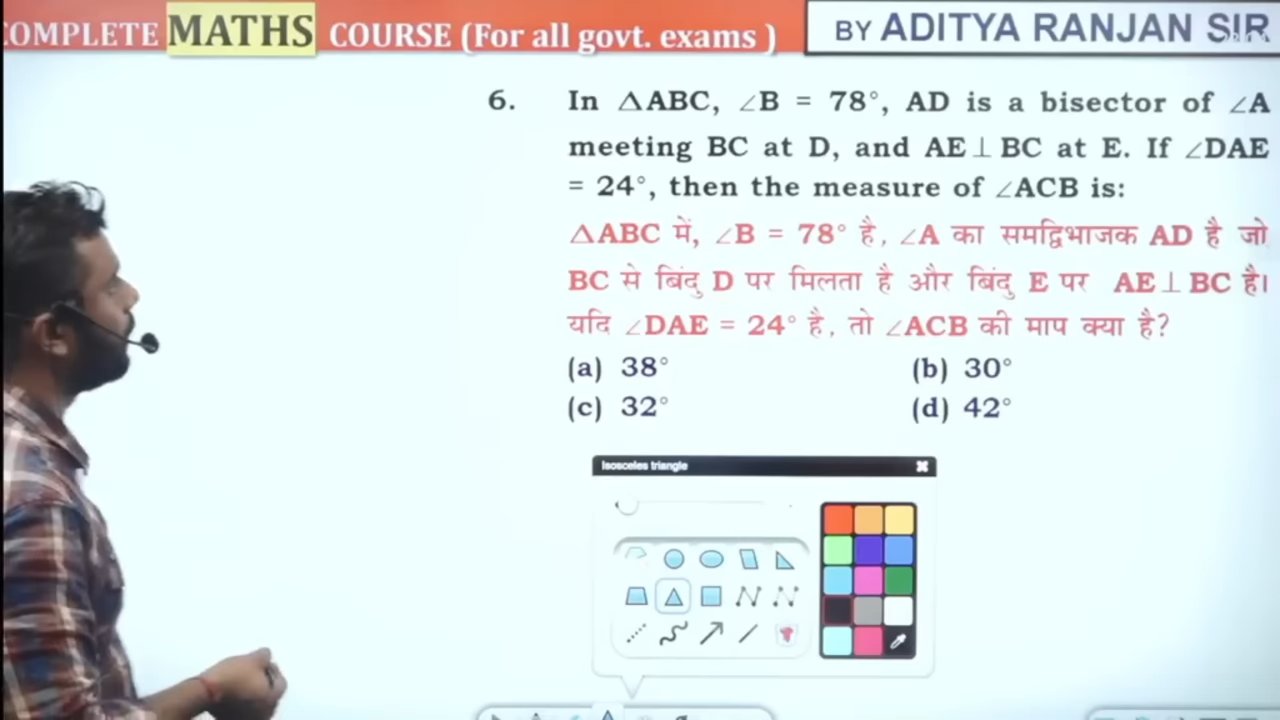 COMPLETE MATHS COURSE (For all govt. exams )
BY ADITYA RANJAN SIR
6. In △ABC, ∠B = 78°, AD is a bisector of ∠A
meeting BC at D, and AE⊥BC at E. If ∠DAE
= 24°, then the measure of ∠ACB is:
△ABC में, ∠B = 78° है, ∠A का समद्विभाजक AD है जो
BC से बिंदु D पर मिलता है और बिंदु E पर AE⊥BC है।
यदि ∠DAE = 24° है, तो ∠ACB की माप क्या है?
(a) 38° (b) 30°
(c) 32° (d) 42°
Isosceles triangle